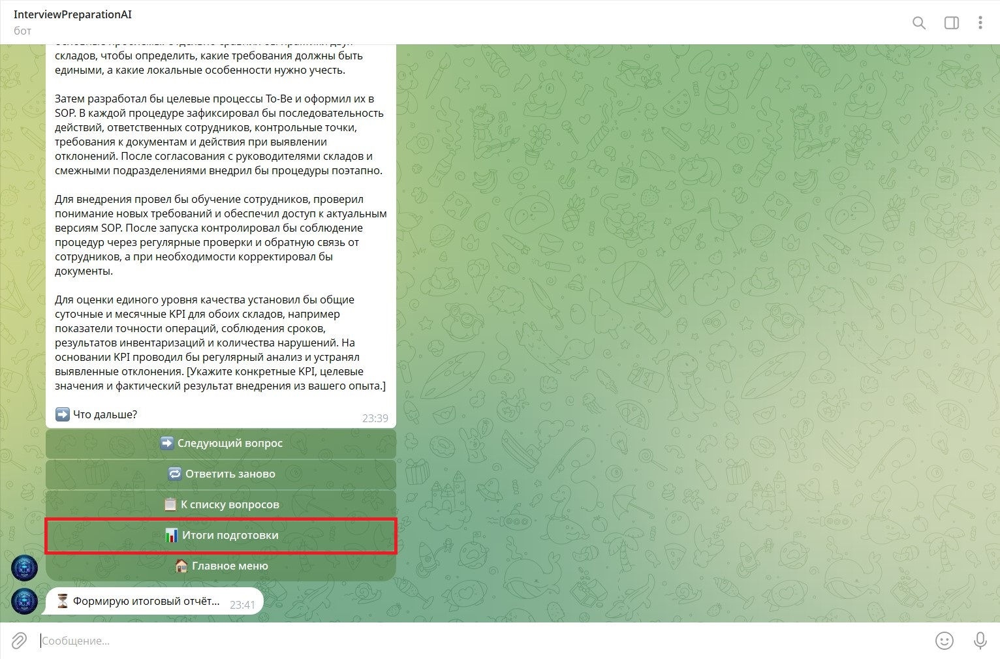 InterviewPreparationAI
бот
складов, чтобы определить, какие требования должны быть
едиными, а какие локальные особенности нужно учесть.
Затем разработал бы целевые процессы To-Be и оформил их в
SOP. В каждой процедуре зафиксировал бы последовательность
действий, ответственных сотрудников, контрольные точки,
требования к документам и действия при выявлении
отклонений. После согласования с руководителями складов и
смежными подразделениями внедрил бы процедуры поэтапно.
Для внедрения провел бы обучение сотрудников, проверил
понимание новых требований и обеспечил доступ к актуальным
версиям SOP. После запуска контролировал бы соблюдение
процедур через регулярные проверки и обратную связь от
сотрудников, а при необходимости корректировал бы
документы.
Для оценки единого уровня качества установил бы общие
суточные и месячные KPI для обоих складов, например
показатели точности операций, соблюдения сроков,
результатов инвентаризаций и количества нарушений. На
основании KPI проводил бы регулярный анализ и устранял
выявленные отклонения. [Укажите конкретные KPI, целевые
значения и фактический результат внедрения из вашего опыта.]
➡️ Что дальше?
23:39
➡️ Следующий вопрос
🔁 Ответить заново
📋 К списку вопросов
📊 Итоги подготовки
🏠 Главное меню
⏳ Формирую итоговый отчёт...
23:41
Сообщение...